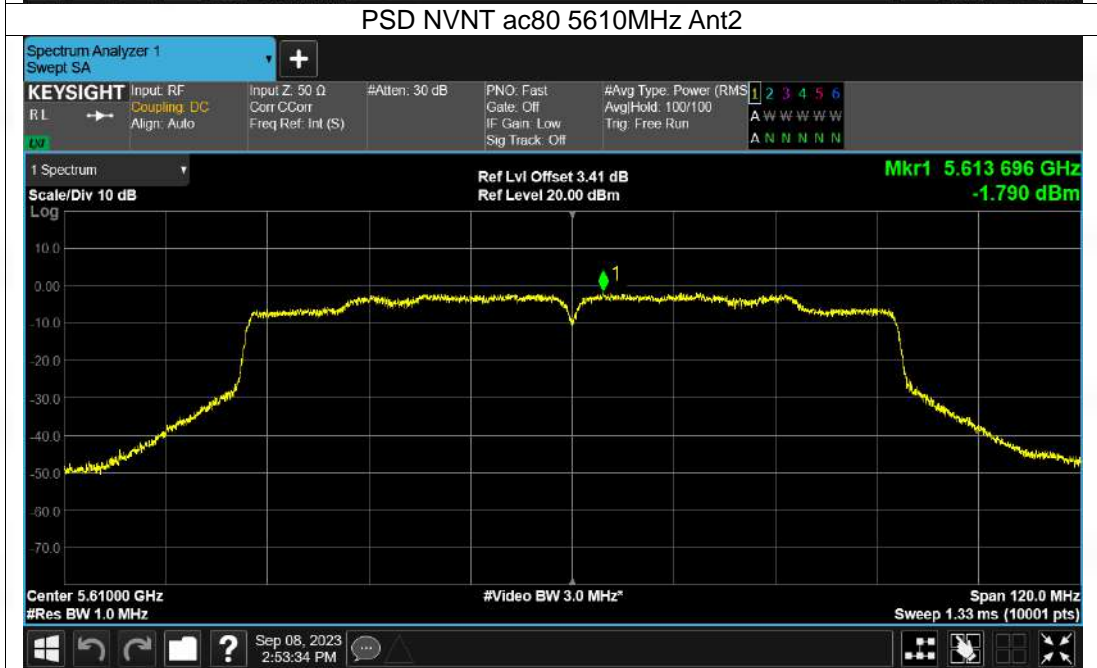 PSD NVNT ac80 5610MHz Ant2
Spectrum Analyzer 1
Swept SA
+
KEYSIGHT
RL
LXI
Input: RF
Coupling: DC
Align: Auto
Input Z: 50 Ω
Corr CCorr
Freq Ref: Int (S)
#Atten: 30 dB
PNO: Fast
Gate: Off
IF Gain: Low
Sig Track: Off
#Avg Type: Power (RMS
Avg|Hold: 100/100
Trig: Free Run
1 2 3 4 5 6
A W W W W W
A N N N N N
1 Spectrum
Scale/Div 10 dB
Log
Ref Lvl Offset 3.41 dB
Ref Level 20.00 dBm
Mkr1 5.613 696 GHz
-1.790 dBm
10.0
0.00
-10.0
-20.0
-30.0
-40.0
-50.0
-60.0
-70.0
1
Center 5.61000 GHz
#Res BW 1.0 MHz
#Video BW 3.0 MHz*
Span 120.0 MHz
Sweep 1.33 ms (10001 pts)
?
Sep 08, 2023
2:53:34 PM